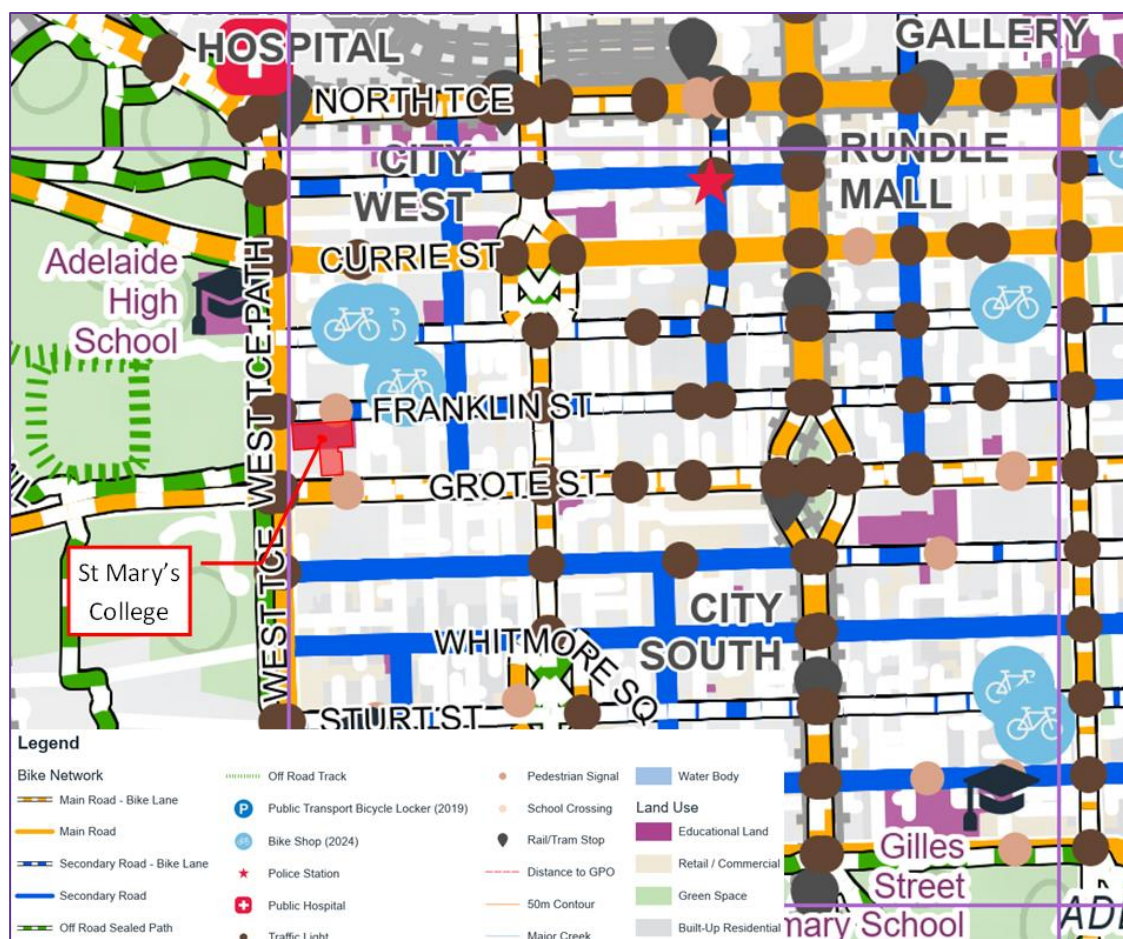 HOSPITAL
GALLERY
NORTH TCE
CITY
WEST
RUNDLE
MALL
Adelaide
High
School
CURRIE ST
WEST TCE PATH
FRANKLIN ST
GROTE ST
St Mary's
College
WEST TCE
CITY
SOUTH
WHITMORE SQ
STURT ST
Gilles
Street
mary School
Legend
Bike Network
Main Road - Bike Lane
Main Road
Secondary Road - Bike Lane
Secondary Road
Off Road Sealed Path
Off Road Track
P Public Transport Bicycle Locker (2019)
Bike Shop (2024)
Police Station
Public Hospital
Traffic Light
Pedestrian Signal
School Crossing
Rail/Tram Stop
Distance to GPO
50m Contour
Major Creek
Water Body
Land Use
Educational Land
Retail / Commercial
Green Space
Built-Up Residential